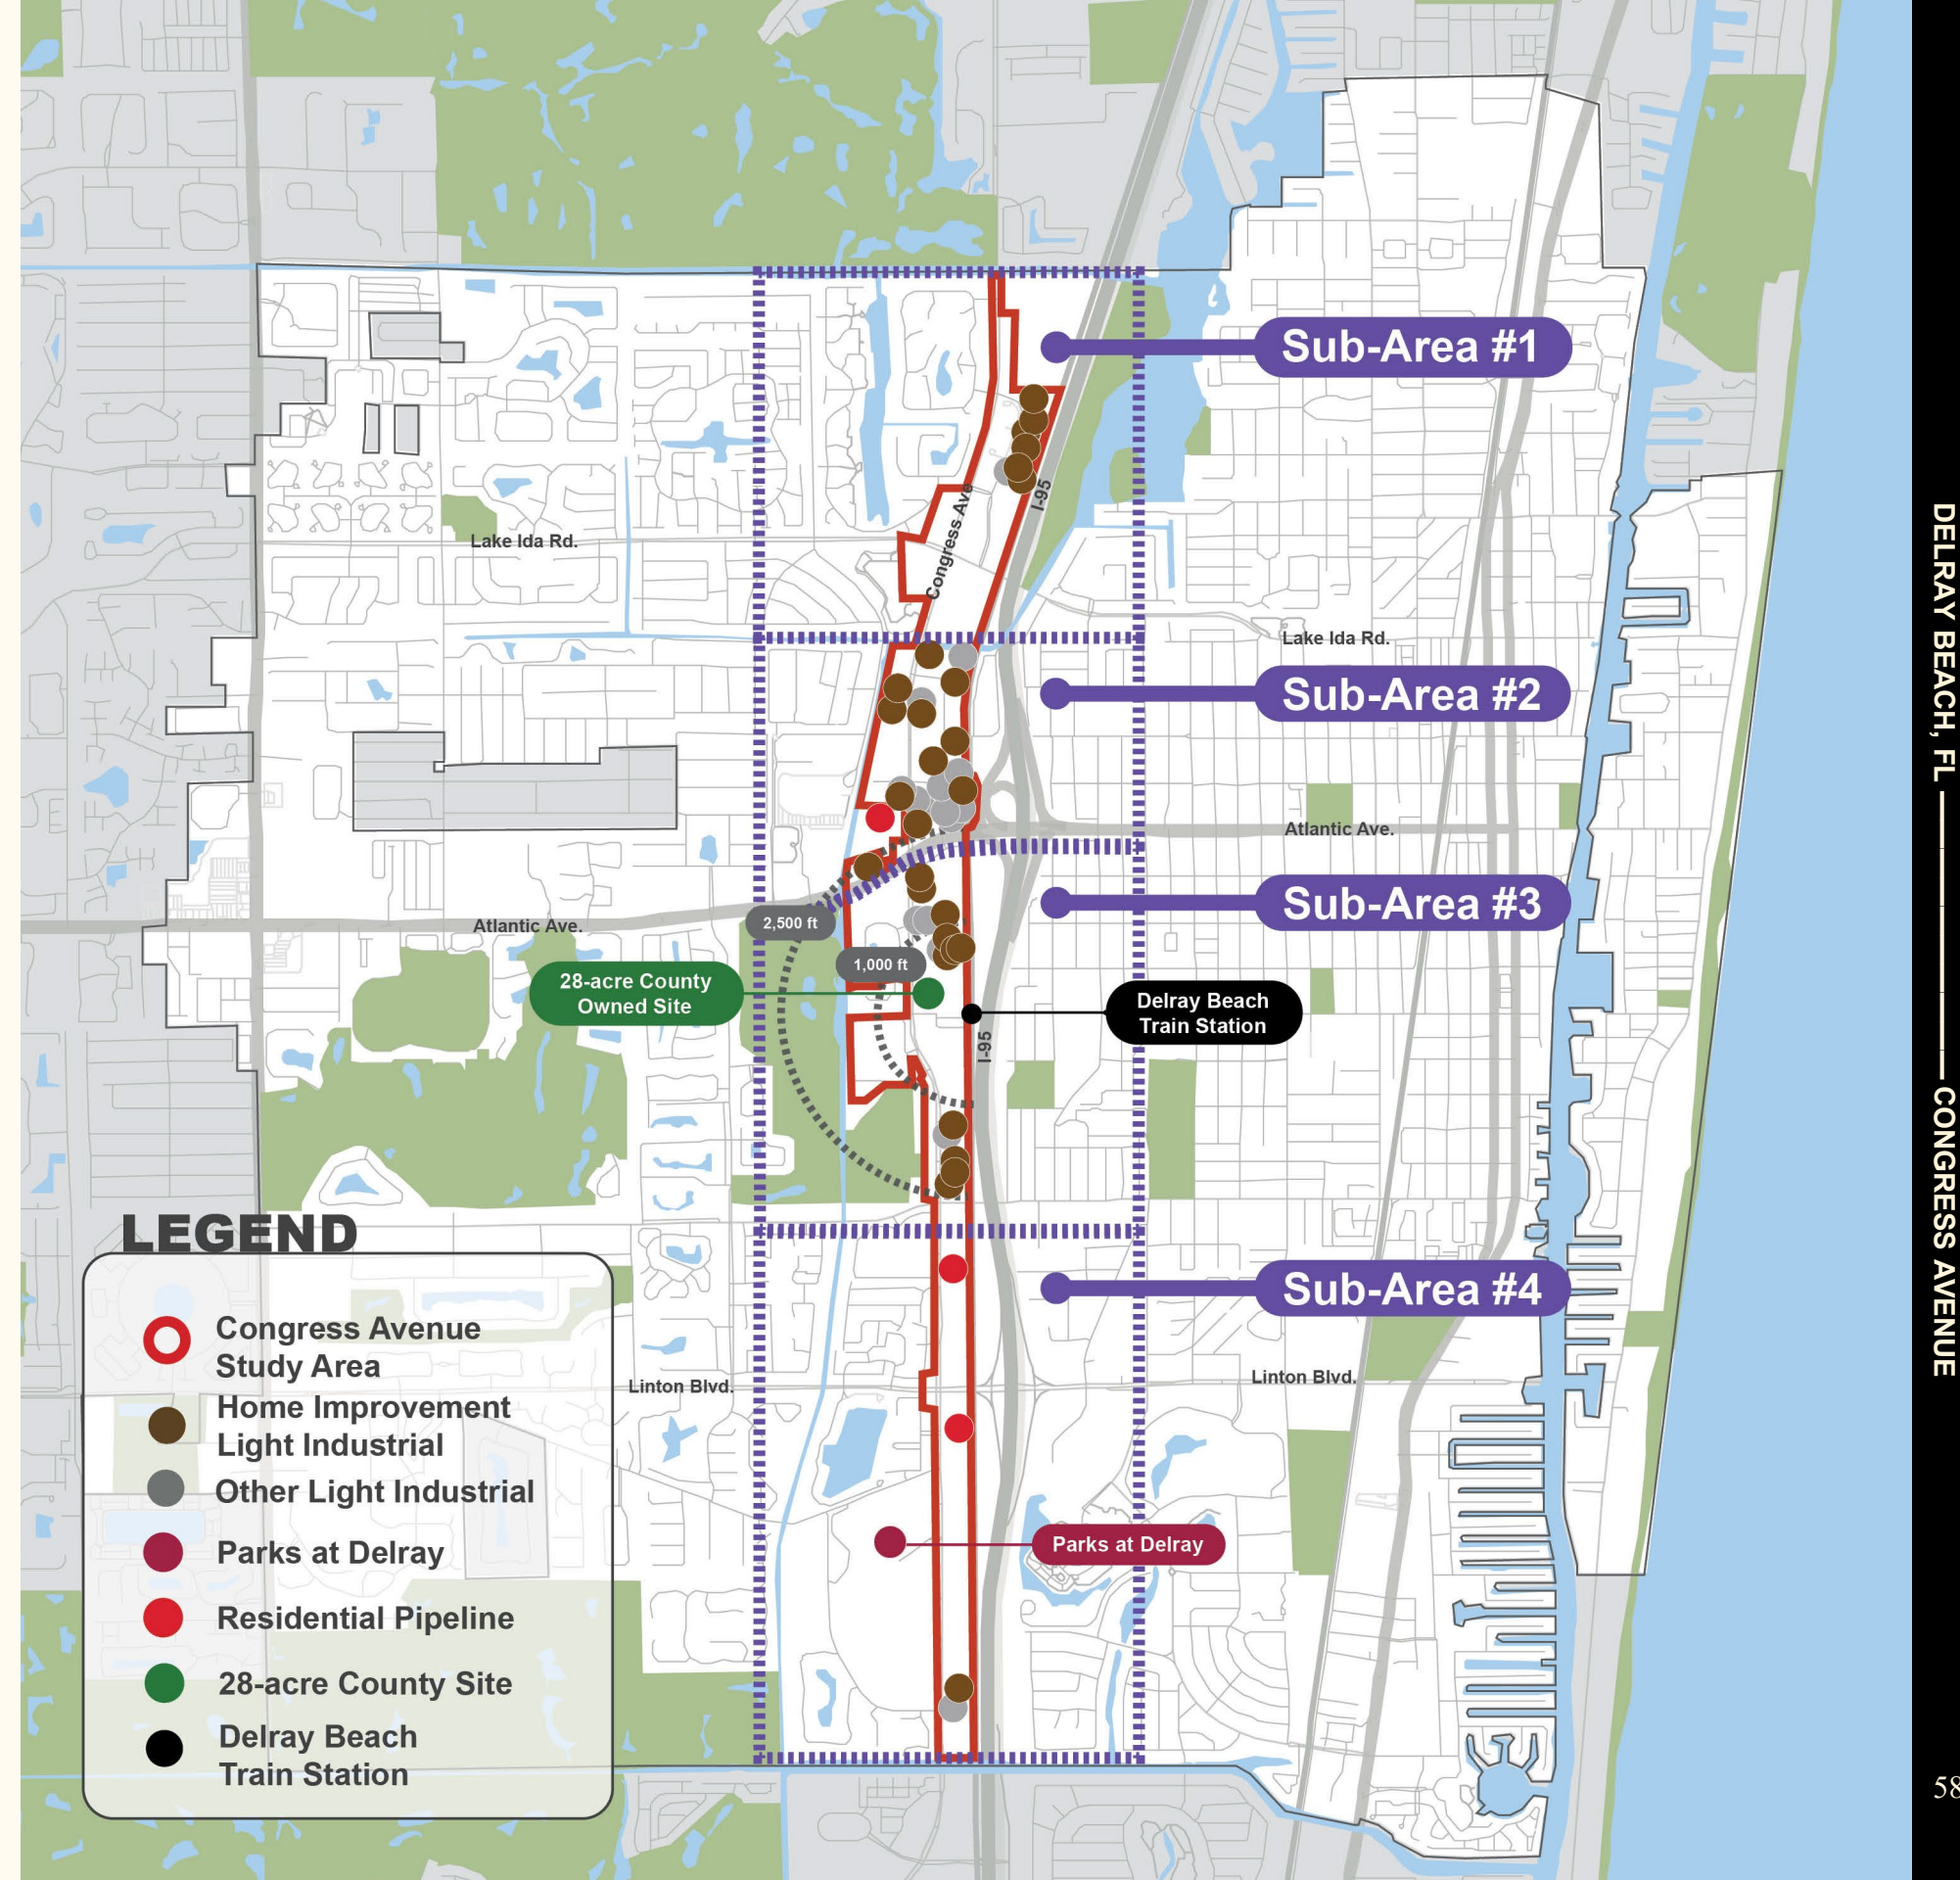 Sub-Area #1
Congress Ave
I-95
Lake Ida Rd.
Lake Ida Rd.
Sub-Area #2
Atlantic Ave.
Sub-Area #3
2,500 ft
Atlantic Ave.
1,000 ft
28-acre County
Owned Site
Delray Beach
Train Station
I-95
Sub-Area #4
Linton Blvd.
Linton Blvd.
Parks at Delray
LEGEND
Congress Avenue
Study Area
Home Improvement
Light Industrial
Other Light Industrial
Parks at Delray
Residential Pipeline
28-acre County Site
Delray Beach
Train Station
DELRAY BEACH, FL
CONGRESS AVENUE
58